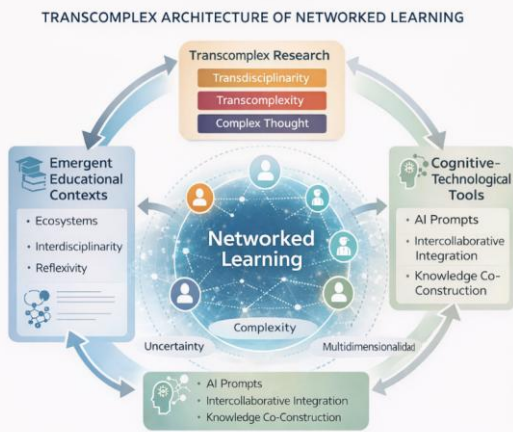 TRANSCOMPLEX ARCHITECTURE OF NETWORKED LEARNING
Transcomplex Research
Transdisciplinarity
Transcomplexity
Complex Thought
Emergent
Educational
Contexts
• Ecosystems
• Interdisciplinarity
• Reflexivity
Networked
Learning
Complexity
Uncertainty
Multidimensionalidad
Cognitive-
Technological
Tools
• AI Prompts
• Intercollaborative
Integration
• Knowledge Co-
Construction
• AI Prompts
• Intercollaborative Integration
• Knowledge Co-Construction